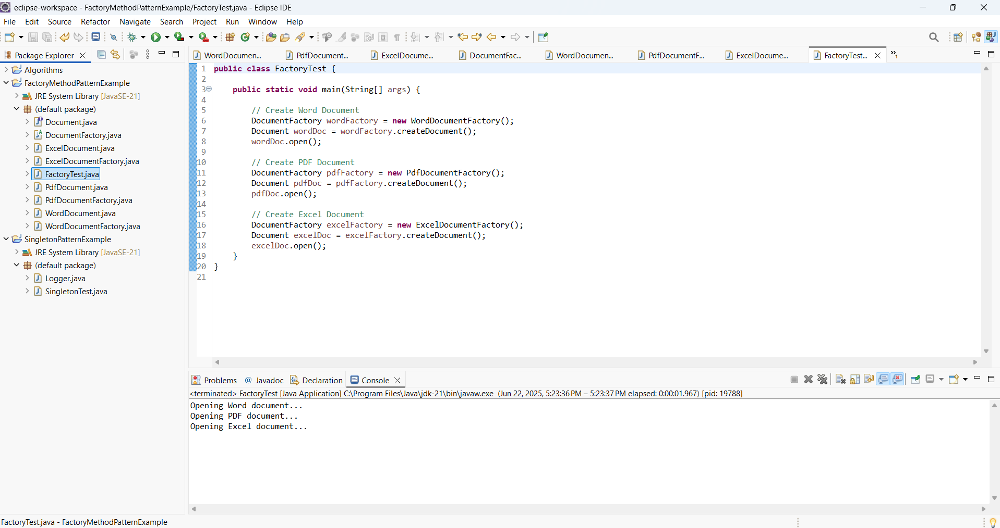 eclipse-workspace - FactoryMethodPatternExample/FactoryTest.java - Eclipse IDE
File Edit Source Refactor Navigate Search Project Run Window Help
Package Explorer
Algorithms
FactoryMethodPatternExample
JRE System Library [JavaSE-21]
(default package)
Document.java
DocumentFactory.java
ExcelDocument.java
ExcelDocumentFactory.java
FactoryTest.java
PdfDocument.java
PdfDocumentFactory.java
WordDocument.java
WordDocumentFactory.java
SingletonPatternExample
JRE System Library [JavaSE-21]
(default package)
Logger.java
SingletonTest.java
WordDocumen... PdfDocument... ExcelDocume... DocumentFac... WordDocumen... PdfDocumentF... ExcelDocume... FactoryTest... »1
1 public class FactoryTest {
2
3 public static void main(String[] args) {
4
5 // Create Word Document
6 DocumentFactory wordFactory = new WordDocumentFactory();
7 Document wordDoc = wordFactory.createDocument();
8 wordDoc.open();
9
10 // Create PDF Document
11 DocumentFactory pdfFactory = new PdfDocumentFactory();
12 Document pdfDoc = pdfFactory.createDocument();
13 pdfDoc.open();
14
15 // Create Excel Document
16 DocumentFactory excelFactory = new ExcelDocumentFactory();
17 Document excelDoc = excelFactory.createDocument();
18 excelDoc.open();
19 }
20 }
21
Problems @ Javadoc Declaration Console
<terminated> FactoryTest [Java Application] C:\Program Files\Java\jdk-21\bin\javaw.exe (Jun 22, 2025, 5:23:36 PM – 5:23:37 PM elapsed: 0:00:01.967) [pid: 19788]
Opening Word document...
Opening PDF document...
Opening Excel document...
FactoryTest.java - FactoryMethodPatternExample